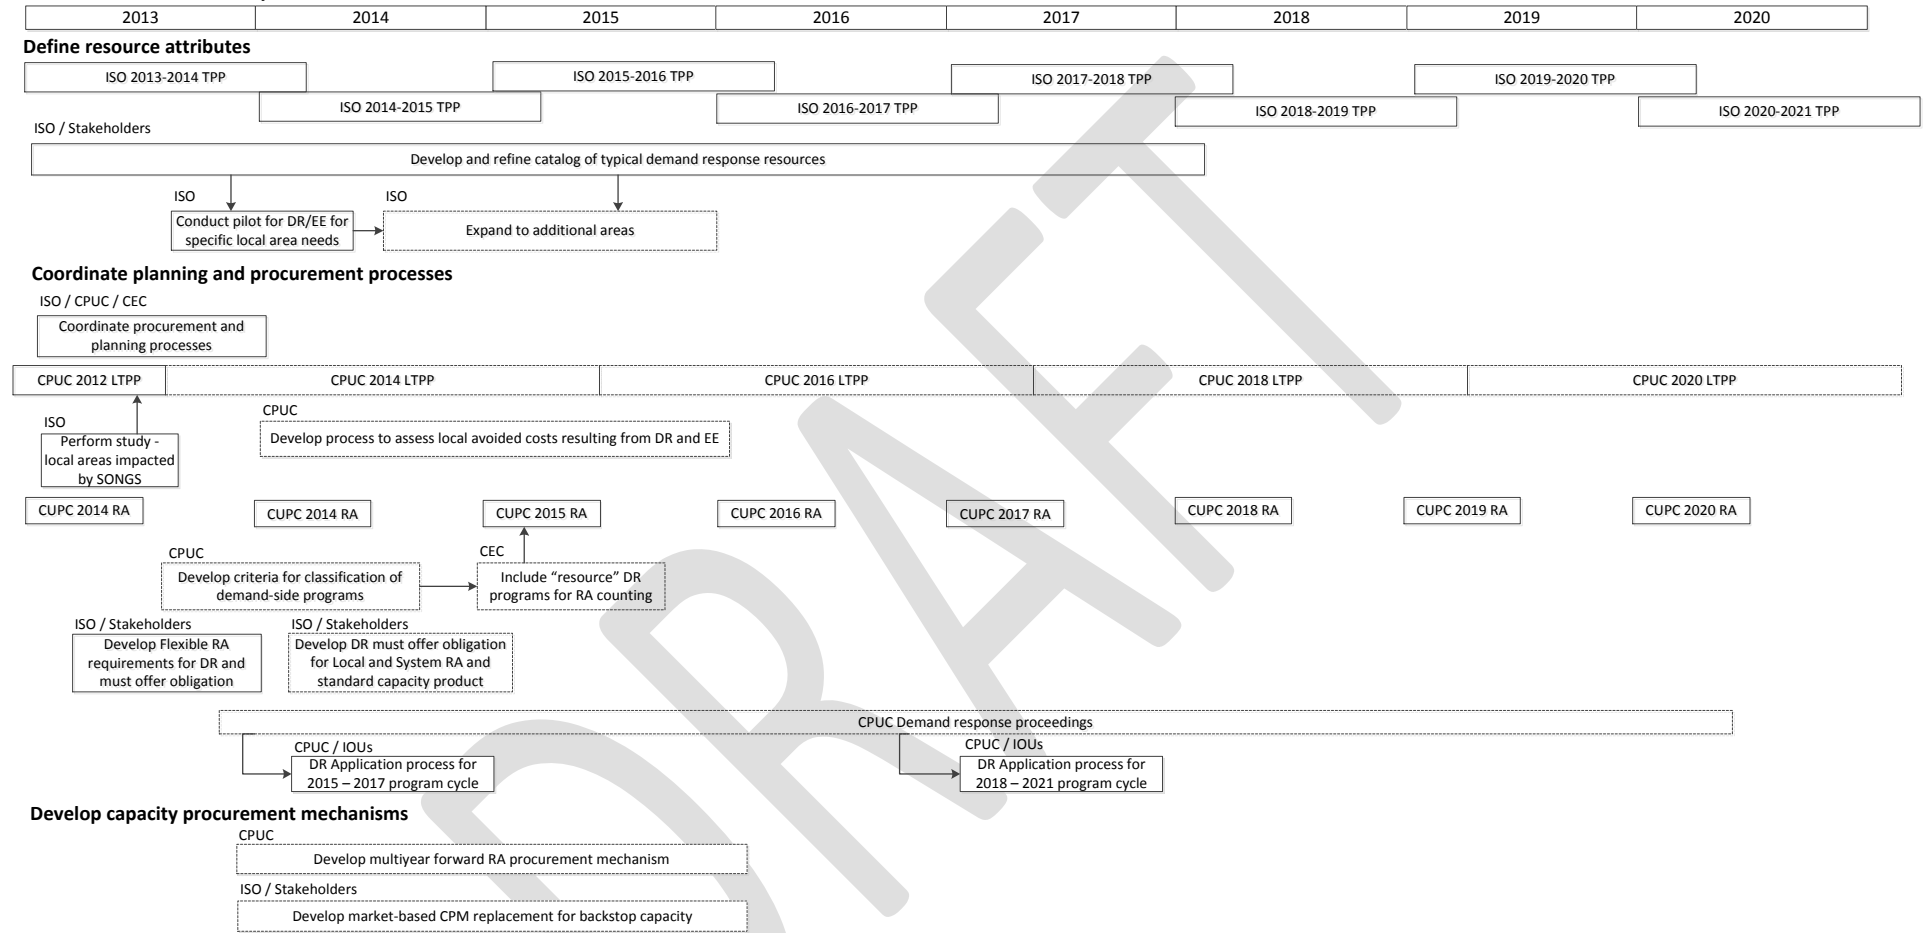 2013 2014 2015 2016 2017 2018 2019 2020
Define resource attributes
ISO 2013-2014 TPP
ISO 2015-2016 TPP
ISO 2017-2018 TPP
ISO 2019-2020 TPP
ISO 2014-2015 TPP
ISO 2016-2017 TPP
ISO 2018-2019 TPP
ISO 2020-2021 TPP
ISO / Stakeholders
Develop and refine catalog of typical demand response resources
ISO
Conduct pilot for DR/EE for
specific local area needs
ISO
Expand to additional areas
Coordinate planning and procurement processes
ISO / CPUC / CEC
Coordinate procurement and
planning processes
CPUC 2012 LTPP
CPUC 2014 LTPP
CPUC 2016 LTPP
CPUC 2018 LTPP
CPUC 2020 LTPP
ISO
Perform study -
local areas impacted
by SONGS
CPUC
Develop process to assess local avoided costs resulting from DR and EE
CUPC 2014 RA
CUPC 2014 RA
CUPC 2015 RA
CUPC 2016 RA
CUPC 2017 RA
CUPC 2018 RA
CUPC 2019 RA
CUPC 2020 RA
CPUC
Develop criteria for classification of
demand-side programs
CEC
Include “resource” DR
programs for RA counting
ISO / Stakeholders
Develop Flexible RA
requirements for DR and
must offer obligation
ISO / Stakeholders
Develop DR must offer obligation
for Local and System RA and
standard capacity product
CPUC Demand response proceedings
CPUC / IOUs
DR Application process for
2015 – 2017 program cycle
CPUC / IOUs
DR Application process for
2018 – 2021 program cycle
Develop capacity procurement mechanisms
CPUC
Develop multiyear forward RA procurement mechanism
ISO / Stakeholders
Develop market-based CPM replacement for backstop capacity
DRAFT